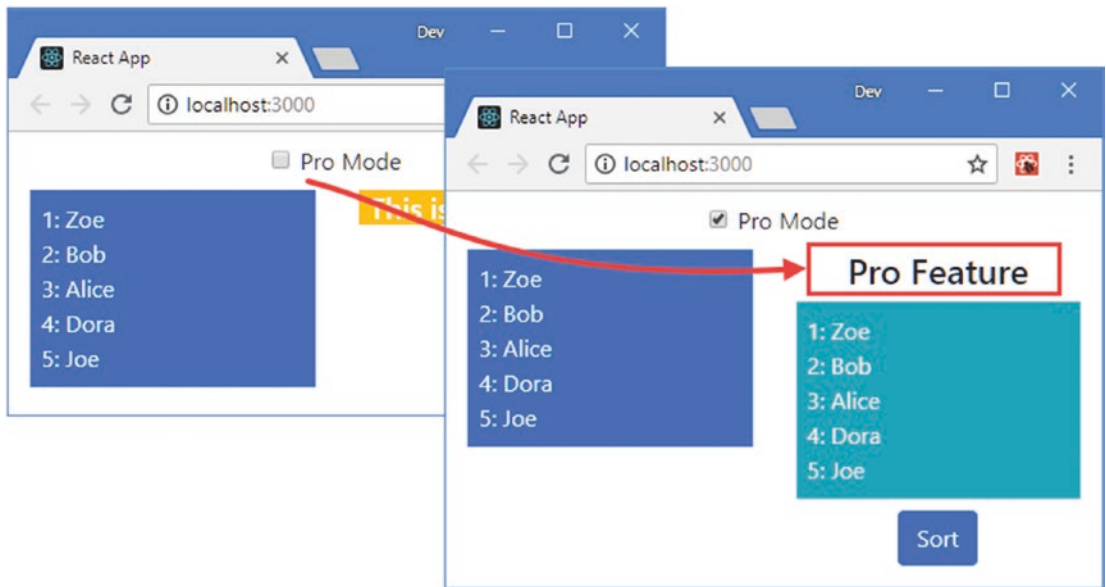 Dev
React App
localhost:3000
Pro Mode
This is
1: Zoe
2: Bob
3: Alice
4: Dora
5: Joe
Dev
React App
localhost:3000
Pro Mode
1: Zoe
2: Bob
3: Alice
4: Dora
5: Joe
Pro Feature
1: Zoe
2: Bob
3: Alice
4: Dora
5: Joe
Sort